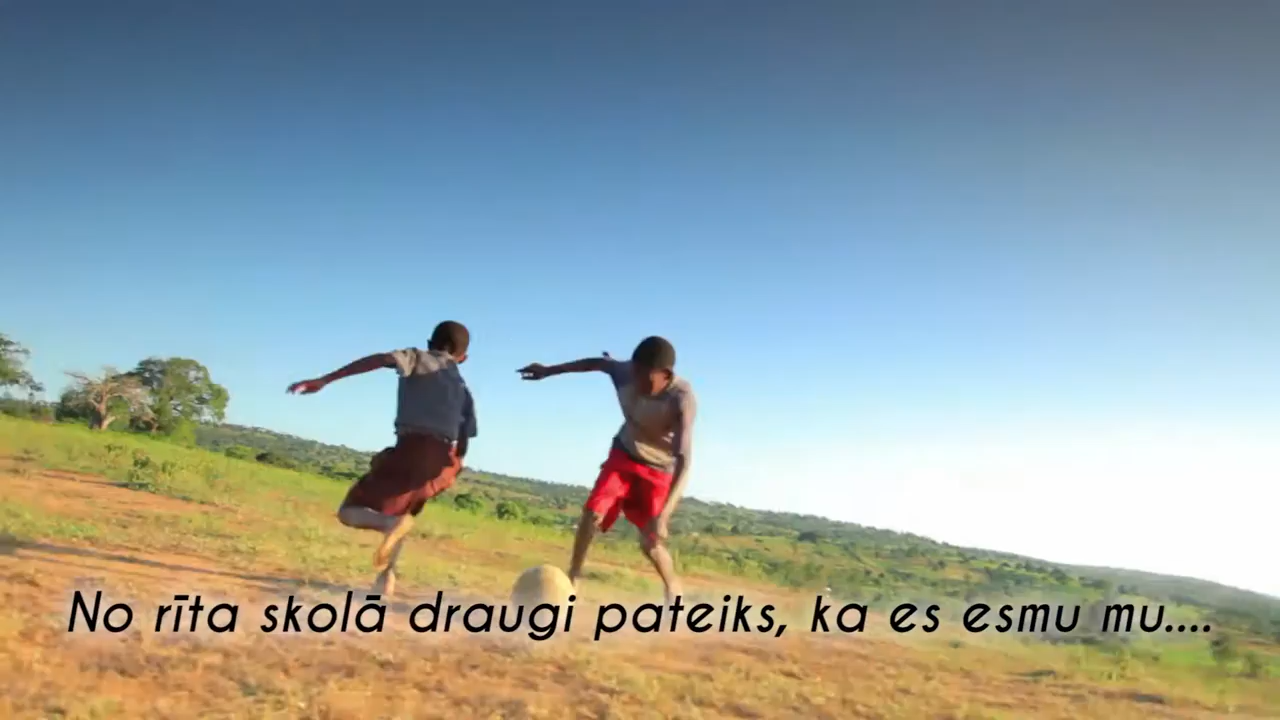 No rīta skolā draugi pateiks, ka es esmu mu....